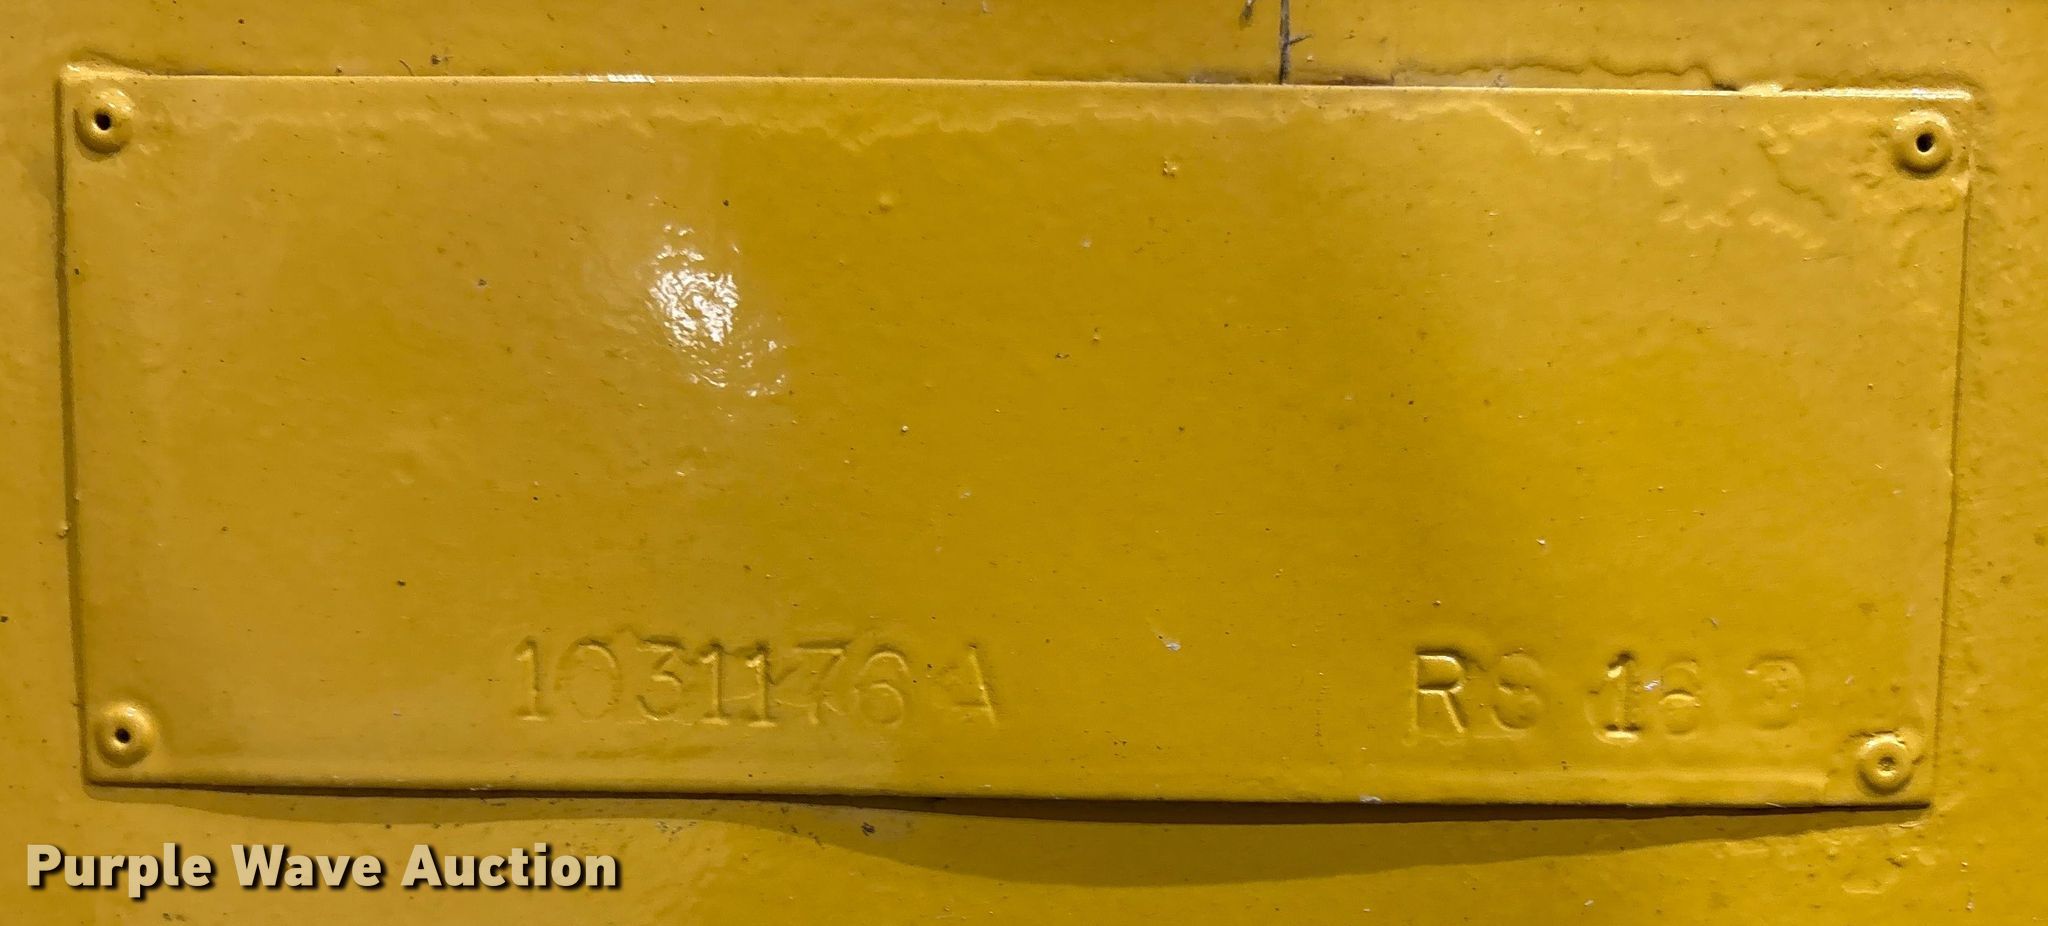 1031176A RS 16 D
Purple Wave Auction